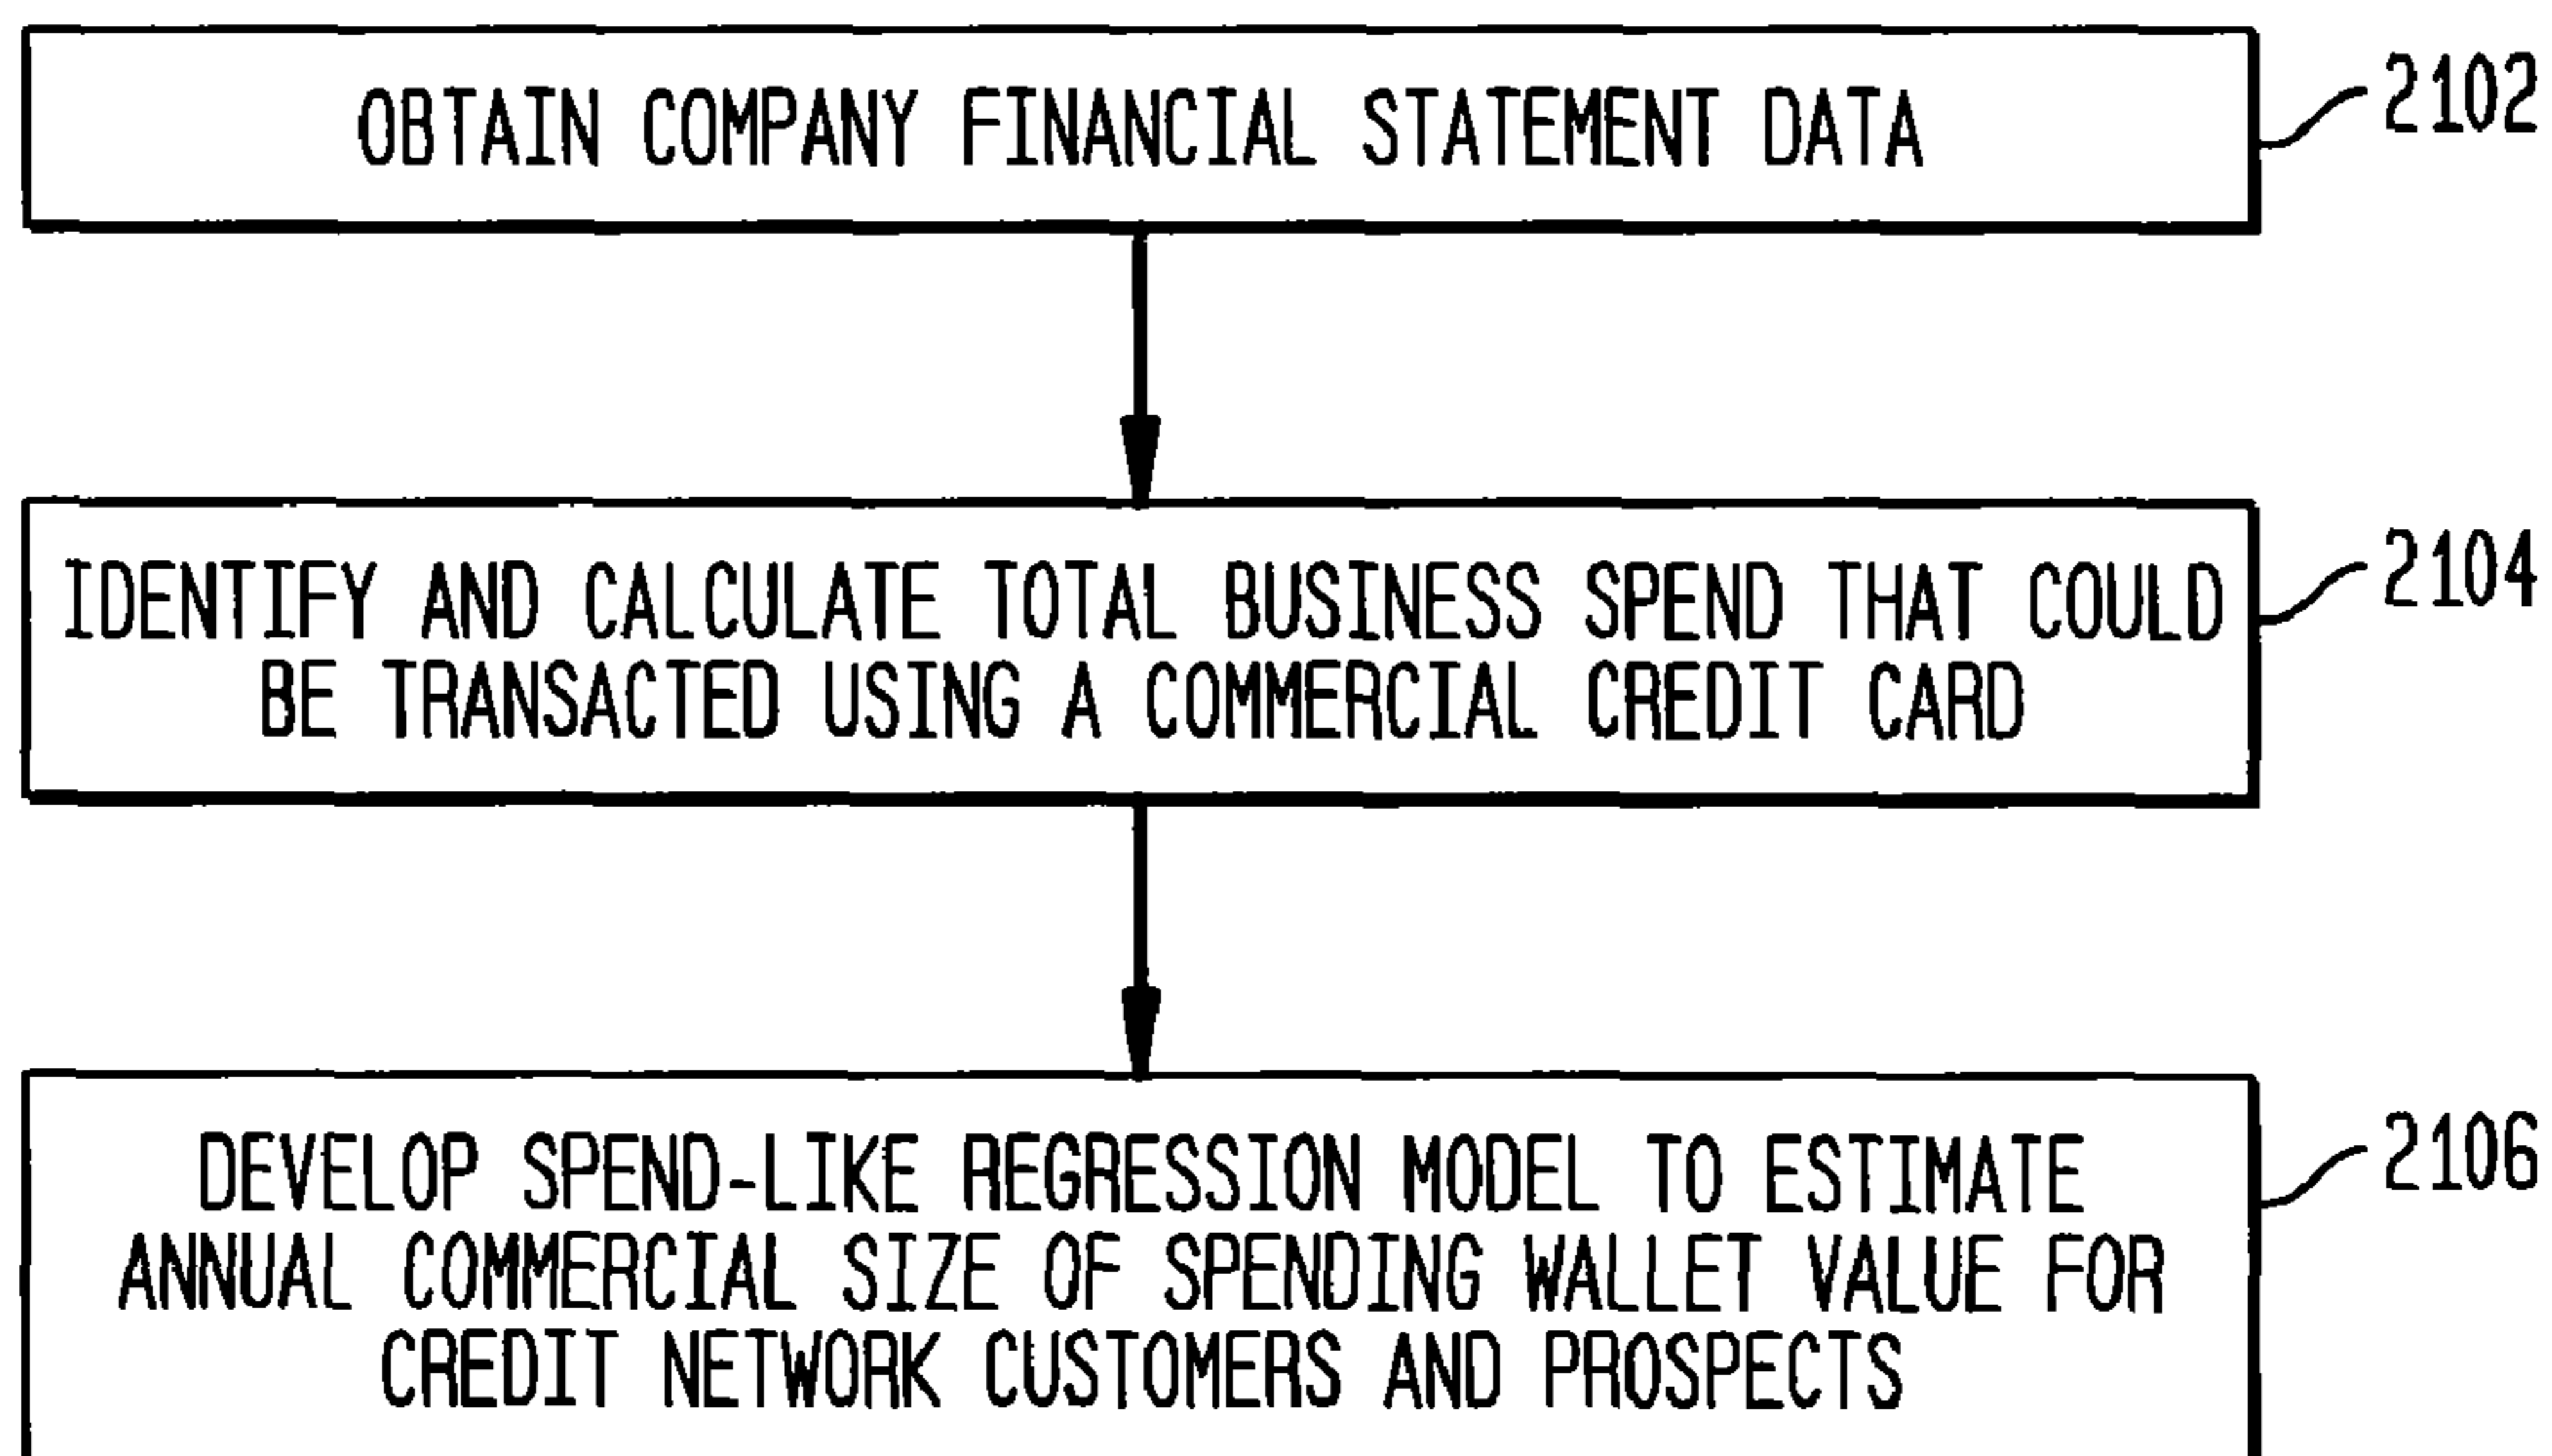 OBTAIN COMPANY FINANCIAL STATEMENT DATA
2102
IDENTIFY AND CALCULATE TOTAL BUSINESS SPEND THAT COULD
BE TRANSACTED USING A COMMERCIAL CREDIT CARD
2104
DEVELOP SPEND-LIKE REGRESSION MODEL TO ESTIMATE
ANNUAL COMMERCIAL SIZE OF SPENDING WALLET VALUE FOR
CREDIT NETWORK CUSTOMERS AND PROSPECTS
2106